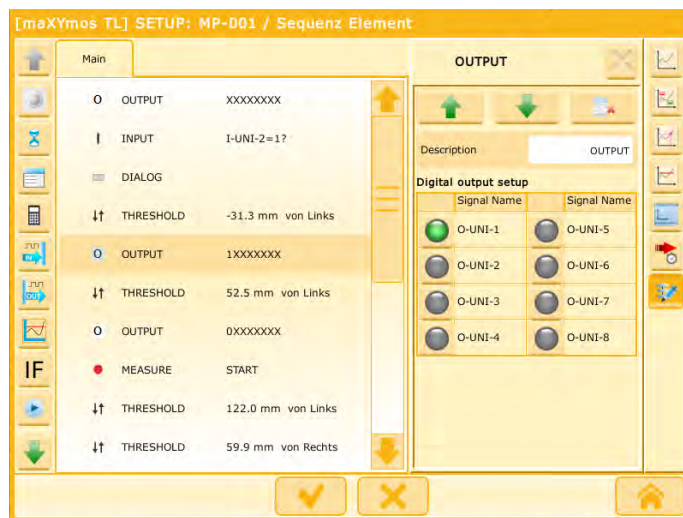 [maXYmos TL] SETUP: MP-001 / Sequenz Element
Main
O OUTPUT XXXXXXXX
I INPUT I-UNI-2=1?
DIALOG
↓↑ THRESHOLD -31.3 mm von Links
O OUTPUT 1XXXXXXX
↓↑ THRESHOLD 52.5 mm von Links
O OUTPUT 0XXXXXXX
MEASURE START
↓↑ THRESHOLD 122.0 mm von Links
↓↑ THRESHOLD 59.9 mm von Rechts
IN
OUT
IF
OUTPUT
Description OUTPUT
Digital output setup
Signal Name Signal Name
O-UNI-1 O-UNI-5
O-UNI-2 O-UNI-6
O-UNI-3 O-UNI-7
O-UNI-4 O-UNI-8